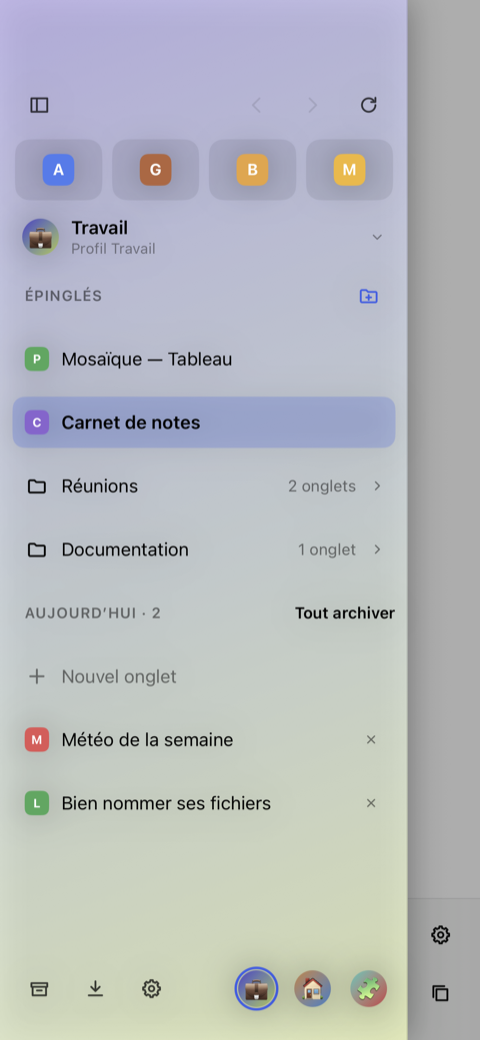 A G B M
Travail
Profil Travail
ÉPINGLÉS
P Mosaïque — Tableau
C Carnet de notes
Réunions 2 onglets
Documentation 1 onglet
AUJOURD’HUI · 2 Tout archiver
Nouvel onglet
M Météo de la semaine
L Bien nommer ses fichiers